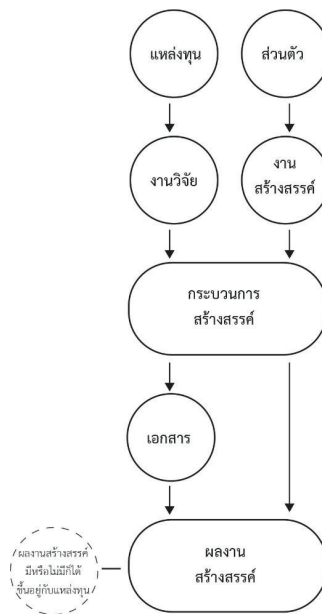 แหล่งทุน
ส่วนตัว
งานวิจัย
งาน
สร้างสรรค์
กระบวนการ
สร้างสรรค์
เอกสาร
ผลงานสร้างสรรค์
มีหรือไม่มีก็ได้
ขึ้นอยู่กับแหล่งทุน
ผลงาน
สร้างสรรค์